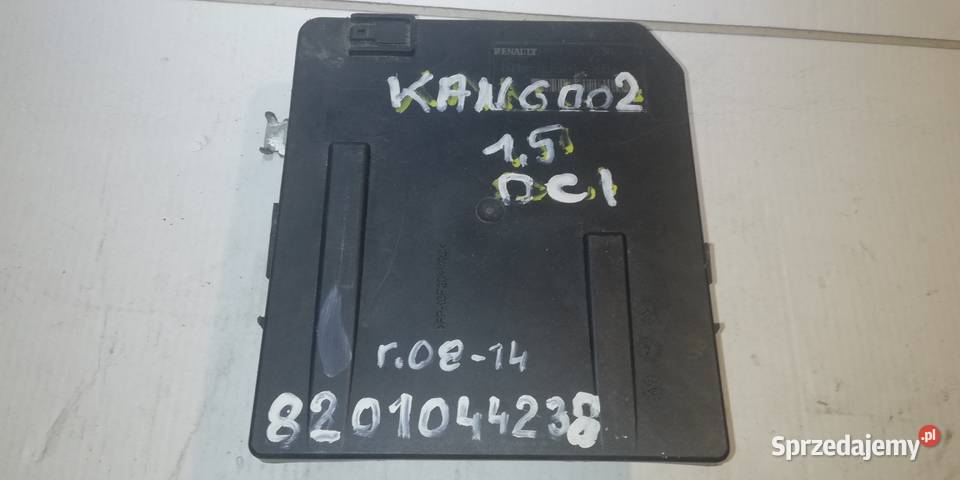 RENAULT
KANGOO2
1.5
DCI
r.08-14
8201044238
Sprzedajemy.pl